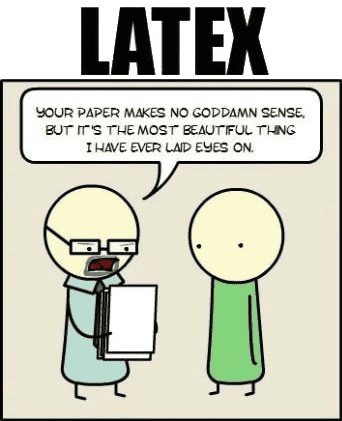 LATEX
YOUR PAPER MAKES NO GODDAMN SENSE,
BUT IT'S THE MOST BEAUTIFUL THING
I HAVE EVER LAID EYES ON.